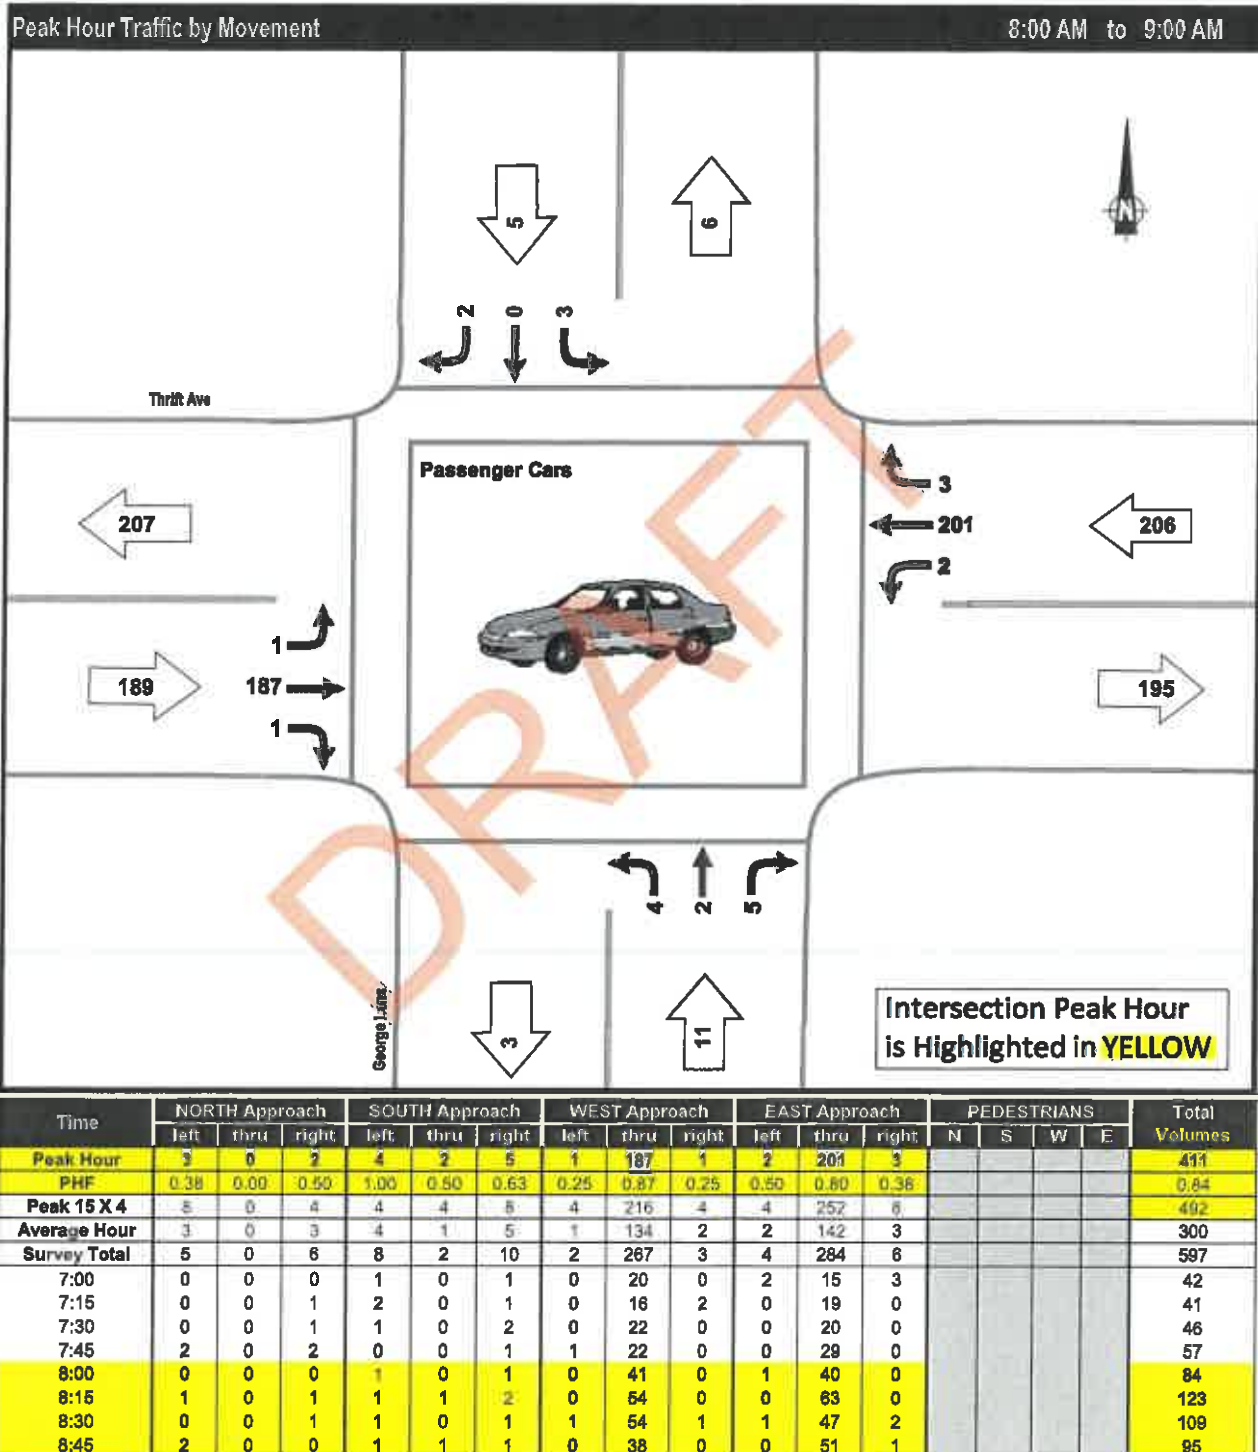 Peak Hour Traffic by Movement 8:00 AM to 9:00 AM
5
6
2 0 3
N
Thrift Ave
Passenger Cars
3
207
201
206
2
1
189
187
195
1
DRAFT
4 2 5
George Lane
3
11
Intersection Peak Hour
is Highlighted in YELLOW
Time NORTH Approach SOUTH Approach WEST Approach EAST Approach PEDESTRIANS Total
left thru right left thru right left thru right left thru right N S W E Volumes
Peak Hour 3 0 2 4 2 5 1 187 1 2 201 3 411
PHF 0.38 0.00 0.50 1.00 0.50 0.63 0.25 0.87 0.25 0.50 0.80 0.38 0.84
Peak 15 X 4 8 0 4 4 4 8 4 216 4 4 252 8 492
Average Hour 3 0 3 4 1 5 1 134 2 2 142 3 300
Survey Total 5 0 6 8 2 10 2 267 3 4 284 6 597
7:00 0 0 0 1 0 1 0 20 0 2 15 3 42
7:15 0 0 1 2 0 1 0 16 2 0 19 0 41
7:30 0 0 1 1 0 2 0 22 0 0 20 0 46
7:45 2 0 2 0 0 1 1 22 0 0 29 0 57
8:00 0 0 0 1 0 1 0 41 0 1 40 0 84
8:15 1 0 1 1 1 2 0 54 0 0 63 0 123
8:30 0 0 1 1 0 1 1 54 1 1 47 2 109
8:45 2 0 0 1 1 1 0 38 0 0 51 1 95